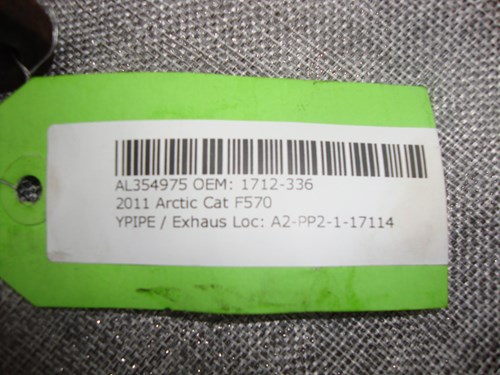 AL354975 OEM: 1712-336
2011 Arctic Cat F570
YPIPE / Exhaus Loc: A2-PP2-1-17114